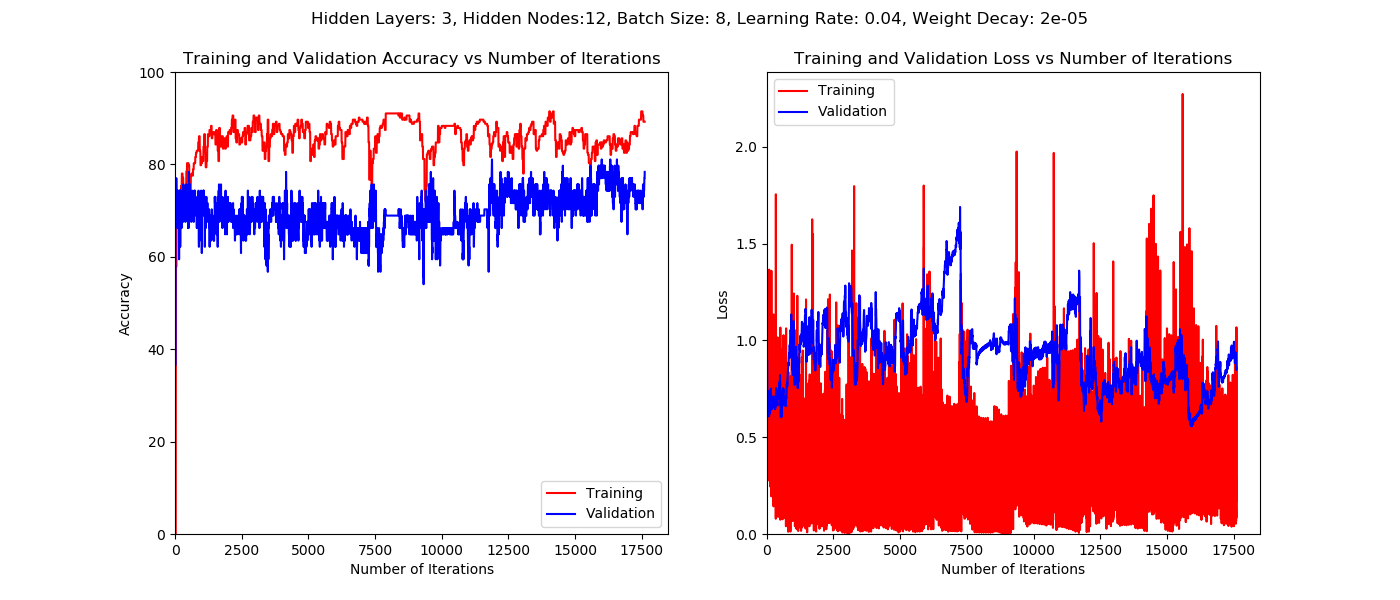 Hidden Layers: 3, Hidden Nodes:12, Batch Size: 8, Learning Rate: 0.04, Weight Decay: 2e-05
Training and Validation Accuracy vs Number of Iterations
100
80
60
40
20
0
Accuracy
0 2500 5000 7500 10000 12500 15000 17500
Number of Iterations
Training
Validation
Training and Validation Loss vs Number of Iterations
Training
Validation
2.0
1.5
1.0
0.5
0.0
Loss
0 2500 5000 7500 10000 12500 15000 17500
Number of Iterations